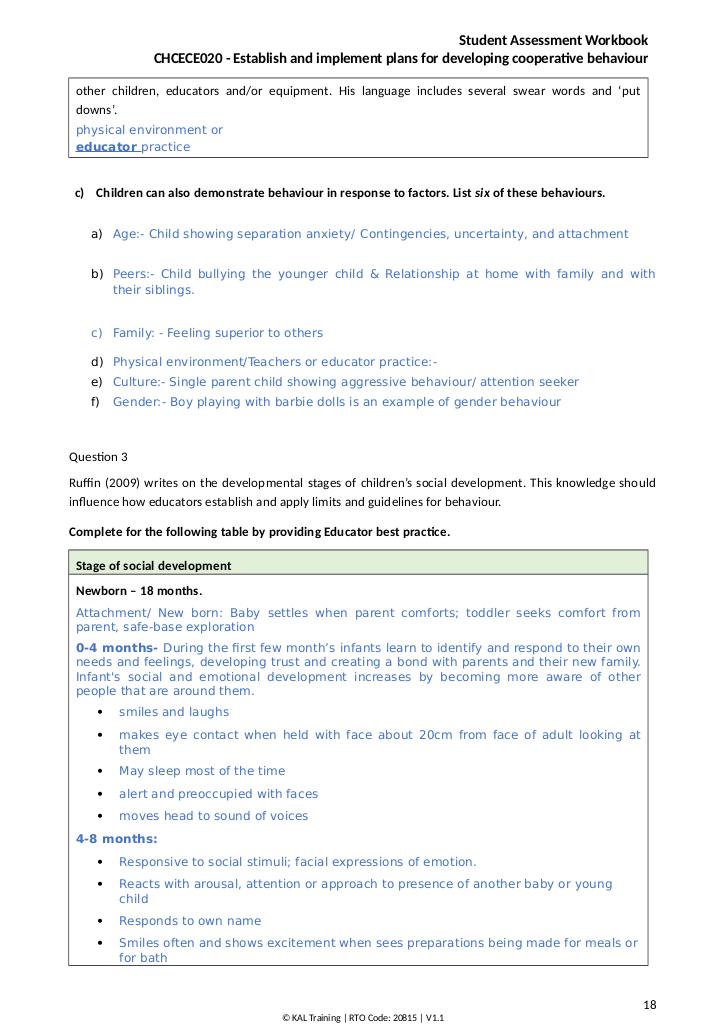 Student Assessment Workbook
CHCECE020 - Establish and implement plans for developing cooperative behaviour
other children, educators and/or equipment. His language includes several swear words and ‘put
downs’.
physical environment or
educator practice
c) Children can also demonstrate behaviour in response to factors. List six of these behaviours.
a) Age:- Child showing separation anxiety/ Contingencies, uncertainty, and attachment
b) Peers:- Child bullying the younger child & Relationship at home with family and with
their siblings.
c) Family: - Feeling superior to others
d) Physical environment/Teachers or educator practice:-
e) Culture:- Single parent child showing aggressive behaviour/ attention seeker
f) Gender:- Boy playing with barbie dolls is an example of gender behaviour
Question 3
Ruffin (2009) writes on the developmental stages of children’s social development. This knowledge should
influence how educators establish and apply limits and guidelines for behaviour.
Complete for the following table by providing Educator best practice.
Stage of social development
Newborn – 18 months.
Attachment/ New born: Baby settles when parent comforts; toddler seeks comfort from
parent, safe-base exploration
0-4 months- During the first few month’s infants learn to identify and respond to their own
needs and feelings, developing trust and creating a bond with parents and their new family.
Infant's social and emotional development increases by becoming more aware of other
people that are around them.
• smiles and laughs
• makes eye contact when held with face about 20cm from face of adult looking at
them
• May sleep most of the time
• alert and preoccupied with faces
• moves head to sound of voices
4-8 months:
• Responsive to social stimuli; facial expressions of emotion.
• Reacts with arousal, attention or approach to presence of another baby or young
child
• Responds to own name
• Smiles often and shows excitement when sees preparations being made for meals or
for bath
18
© KAL Training | RTO Code: 20815 | V1.1